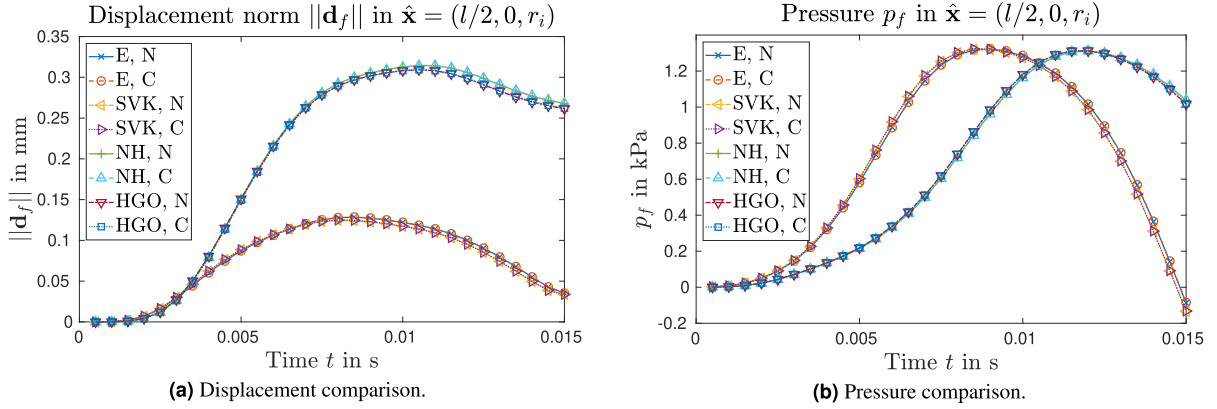 Displacement norm ||d_f|| in x̂ = (l/2, 0, r_i)
0.35
0.3
0.25
0.2
0.15
0.1
0.05
0
||d_f|| in mm
E, N
E, C
SVK, N
SVK, C
NH, N
NH, C
HGO, N
HGO, C
0
0.005
0.01
0.015
Time t in s
(a) Displacement comparison.
Pressure p_f in x̂ = (l/2, 0, r_i)
1.2
1
0.8
0.6
0.4
0.2
0
-0.2
p_f in kPa
E, N
E, C
SVK, N
SVK, C
NH, N
NH, C
HGO, N
HGO, C
0
0.005
0.01
0.015
Time t in s
(b) Pressure comparison.